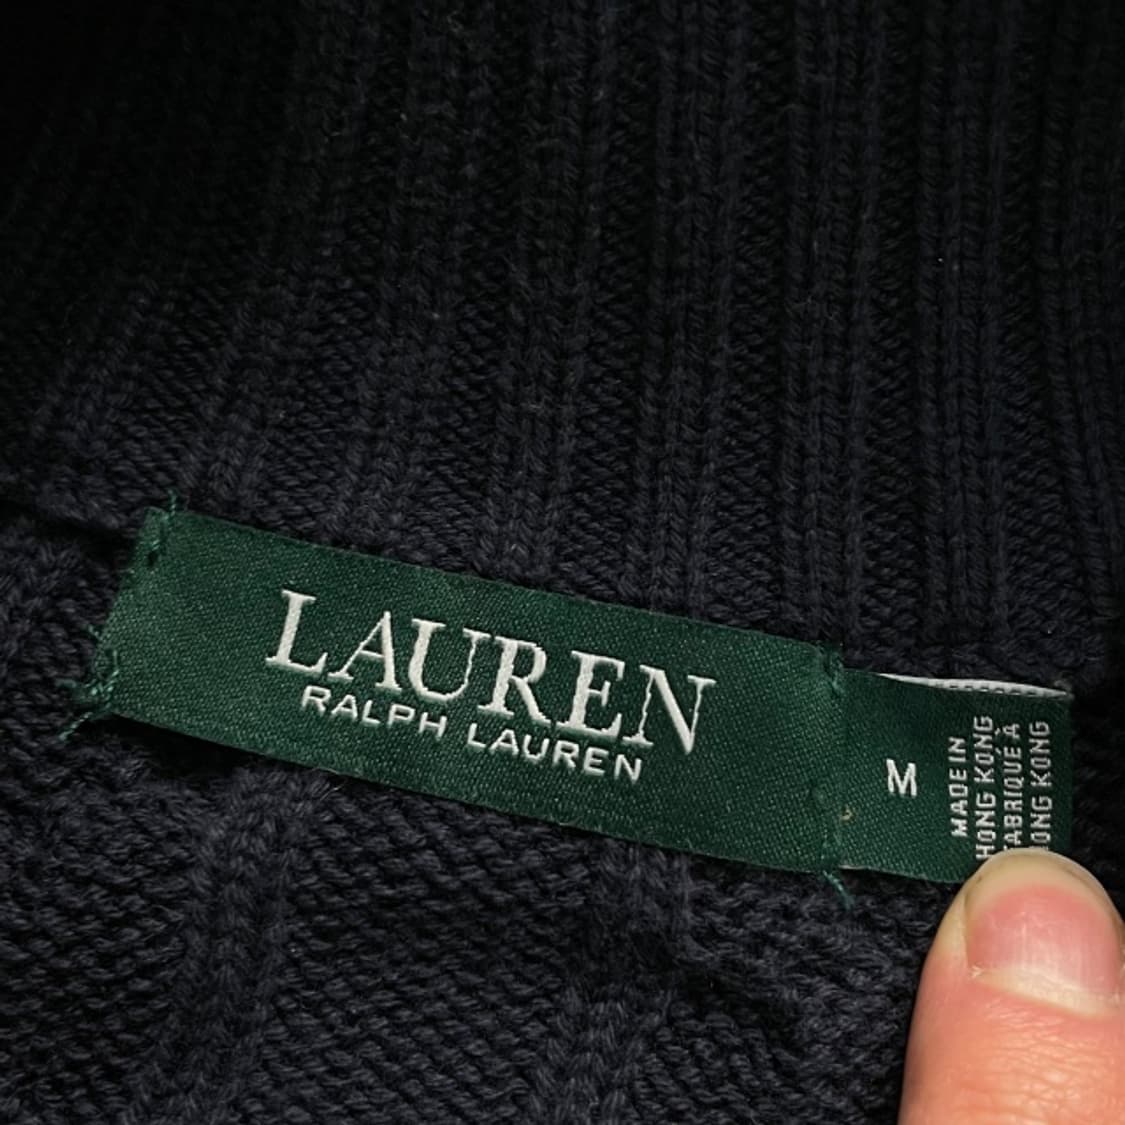 LAUREN
RALPH LAUREN
M
MADE IN
HONG KONG
FABRIQUÉ À
HONG KONG